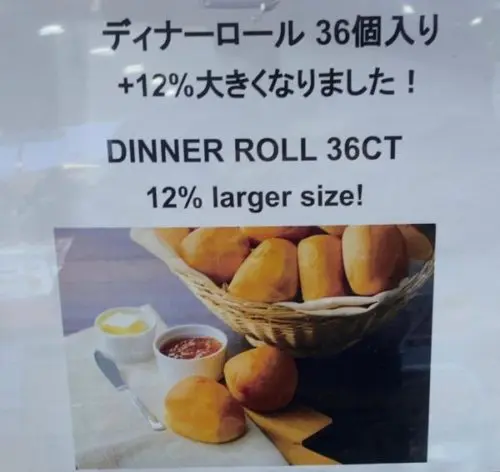 ディナーロール 36個入り
+12%大きくなりました！
DINNER ROLL 36CT
12% larger size!